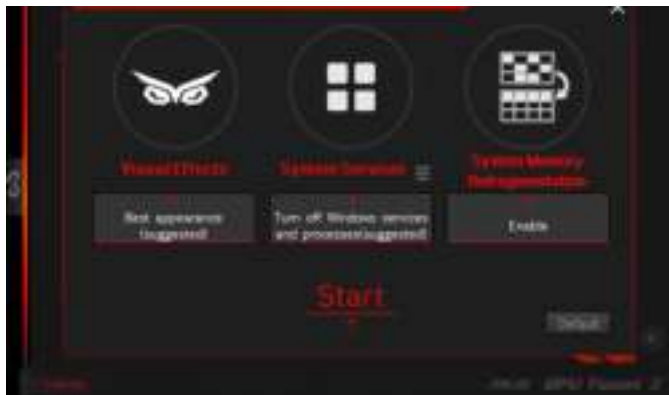 Visual Effects
System Services
System Memory
Defragmentation
Best appearance
(suggested)
Turn off Windows services
and processes(suggested)
Enable
Start
Default
GPU Tweak